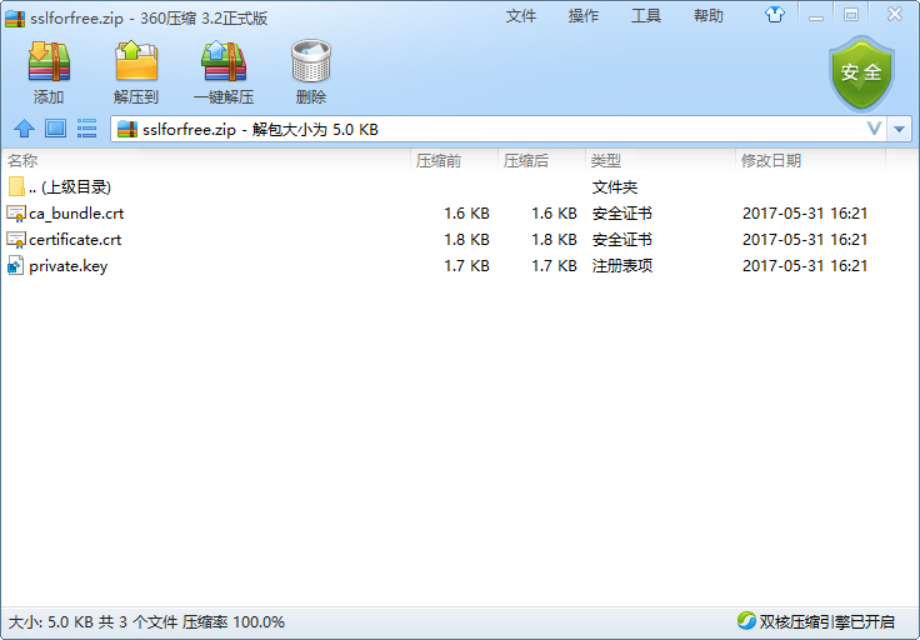 sslforfree.zip - 360压缩 3.2正式版
文件 操作 工具 帮助
添加 解压到 一键解压 删除
安全
sslforfree.zip - 解包大小为 5.0 KB
名称 压缩前 压缩后 类型 修改日期
.. (上级目录) 文件夹
ca_bundle.crt 1.6 KB 1.6 KB 安全证书 2017-05-31 16:21
certificate.crt 1.8 KB 1.8 KB 安全证书 2017-05-31 16:21
private.key 1.7 KB 1.7 KB 注册表项 2017-05-31 16:21
大小: 5.0 KB 共 3 个文件 压缩率 100.0% 双核压缩引擎已开启